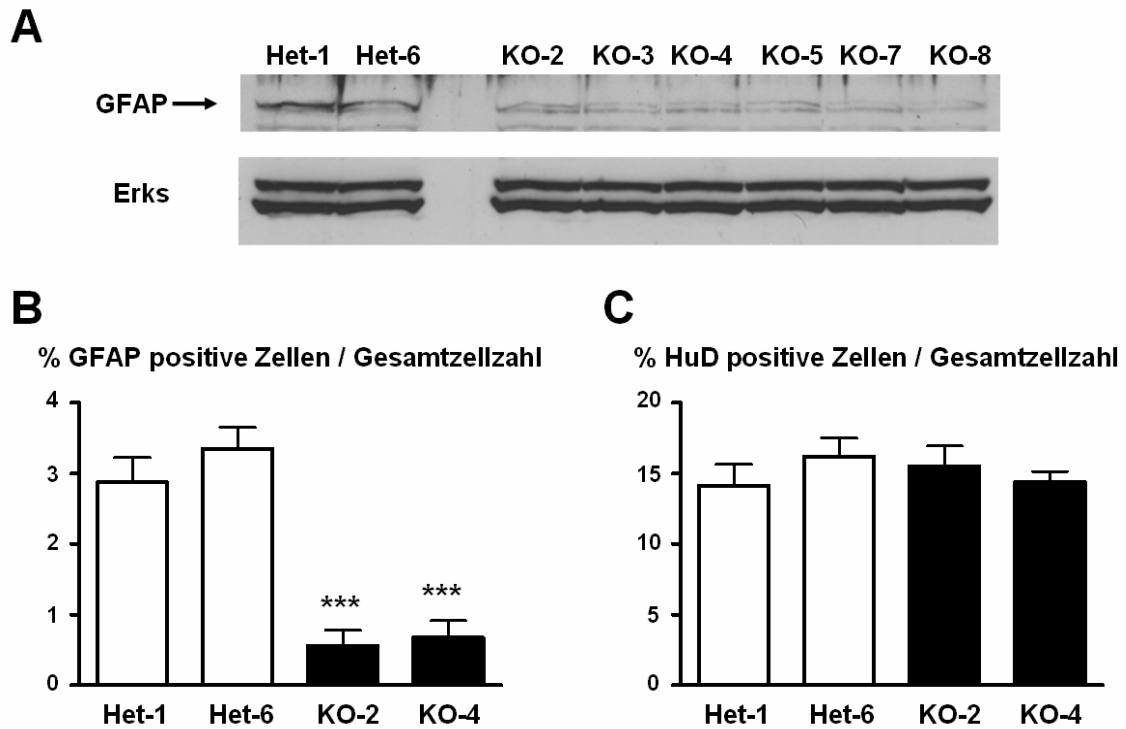 A
Het-1 Het-6 KO-2 KO-3 KO-4 KO-5 KO-7 KO-8
GFAP
Erks
B
% GFAP positive Zellen / Gesamtzellzahl
4
3
2
1
0
***
***
Het-1 Het-6 KO-2 KO-4
C
% HuD positive Zellen / Gesamtzellzahl
20
15
10
5
0
Het-1 Het-6 KO-2 KO-4